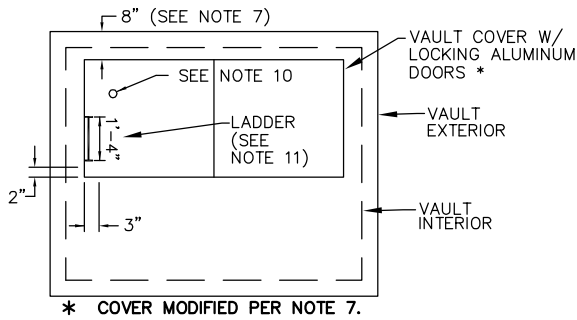 8" (SEE NOTE 7)
VAULT COVER W/
LOCKING ALUMINUM
DOORS *
SEE NOTE 10
1'-4"
LADDER
(SEE
NOTE 11)
VAULT
EXTERIOR
2"
3"
VAULT
INTERIOR
* COVER MODIFIED PER NOTE 7.